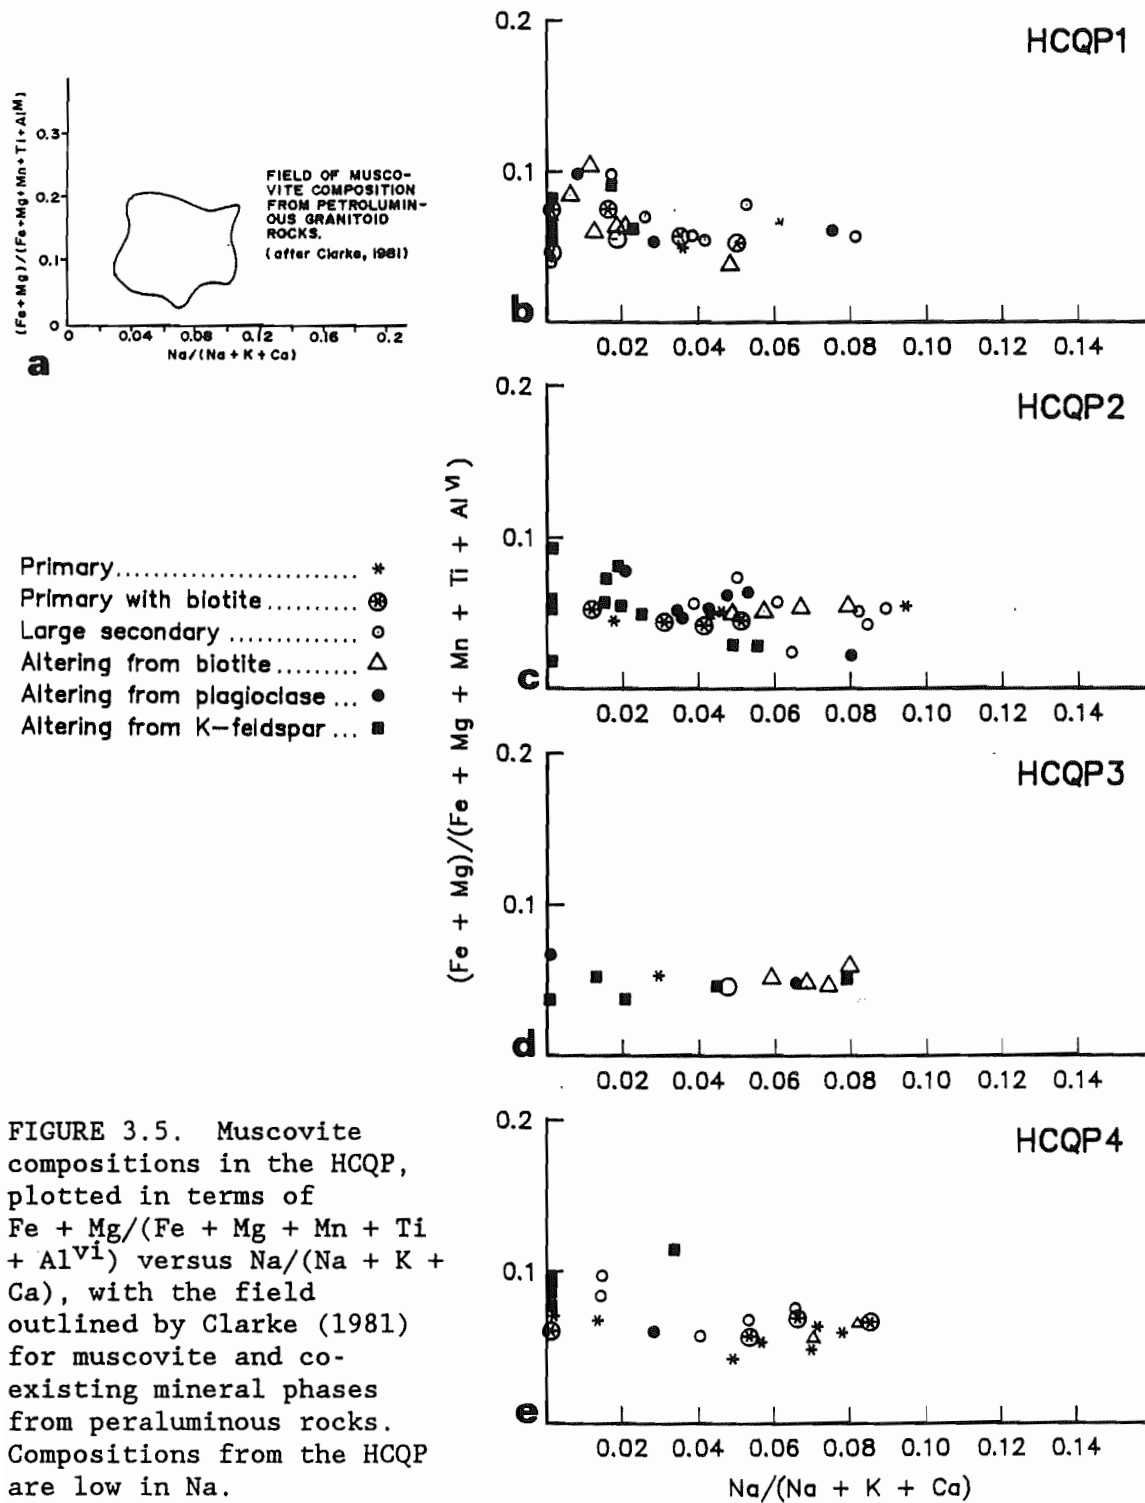 (Fe+Mg)/(Fe+Mg+Mn+Ti+Al^M)
0.3
0.2
0.1
0
0
0.04
0.08
0.12
0.16
0.2
Na/(Na+K+Ca)
FIELD OF MUSCO-
VITE COMPOSITION
FROM PETROLUMIN-
OUS GRANITOID
ROCKS.
(after Clarke, 1981)
a
Primary.......................... *
Primary with biotite.......... ⊛
Large secondary .............. ○
Altering from biotite......... △
Altering from plagioclase ... ●
Altering from K-feldspar ... ■
(Fe + Mg)/(Fe + Mg + Mn + Ti + Al^VI)
0.2
HCQP1
0.1
b
0.02 0.04 0.06 0.08 0.10 0.12 0.14
0.2
HCQP2
0.1
c
0.02 0.04 0.06 0.08 0.10 0.12 0.14
0.2
HCQP3
0.1
d
0.02 0.04 0.06 0.08 0.10 0.12 0.14
0.2
HCQP4
0.1
e
0.02 0.04 0.06 0.08 0.10 0.12 0.14
Na/(Na + K + Ca)
FIGURE 3.5. Muscovite
compositions in the HCQP,
plotted in terms of
Fe + Mg/(Fe + Mg + Mn + Ti
+ Al^vi) versus Na/(Na + K +
Ca), with the field
outlined by Clarke (1981)
for muscovite and co-
existing mineral phases
from peraluminous rocks.
Compositions from the HCQP
are low in Na.